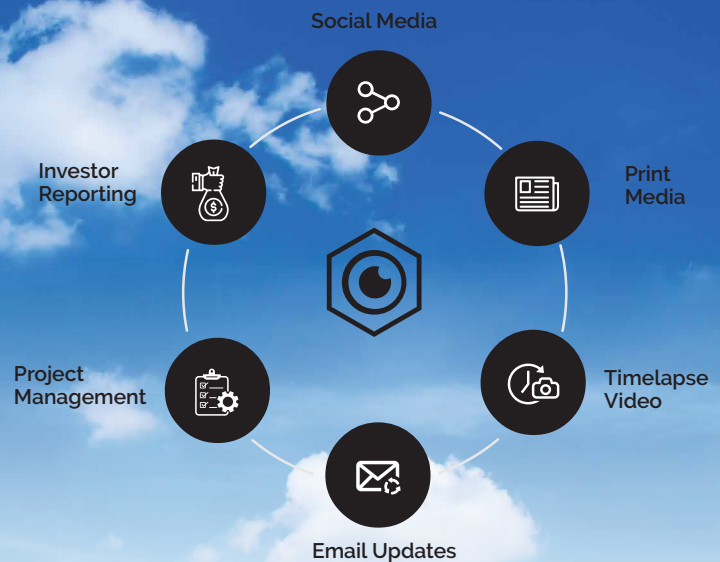 Social Media
Investor
Reporting
Print
Media
Project
Management
Timelapse
Video
Email Updates